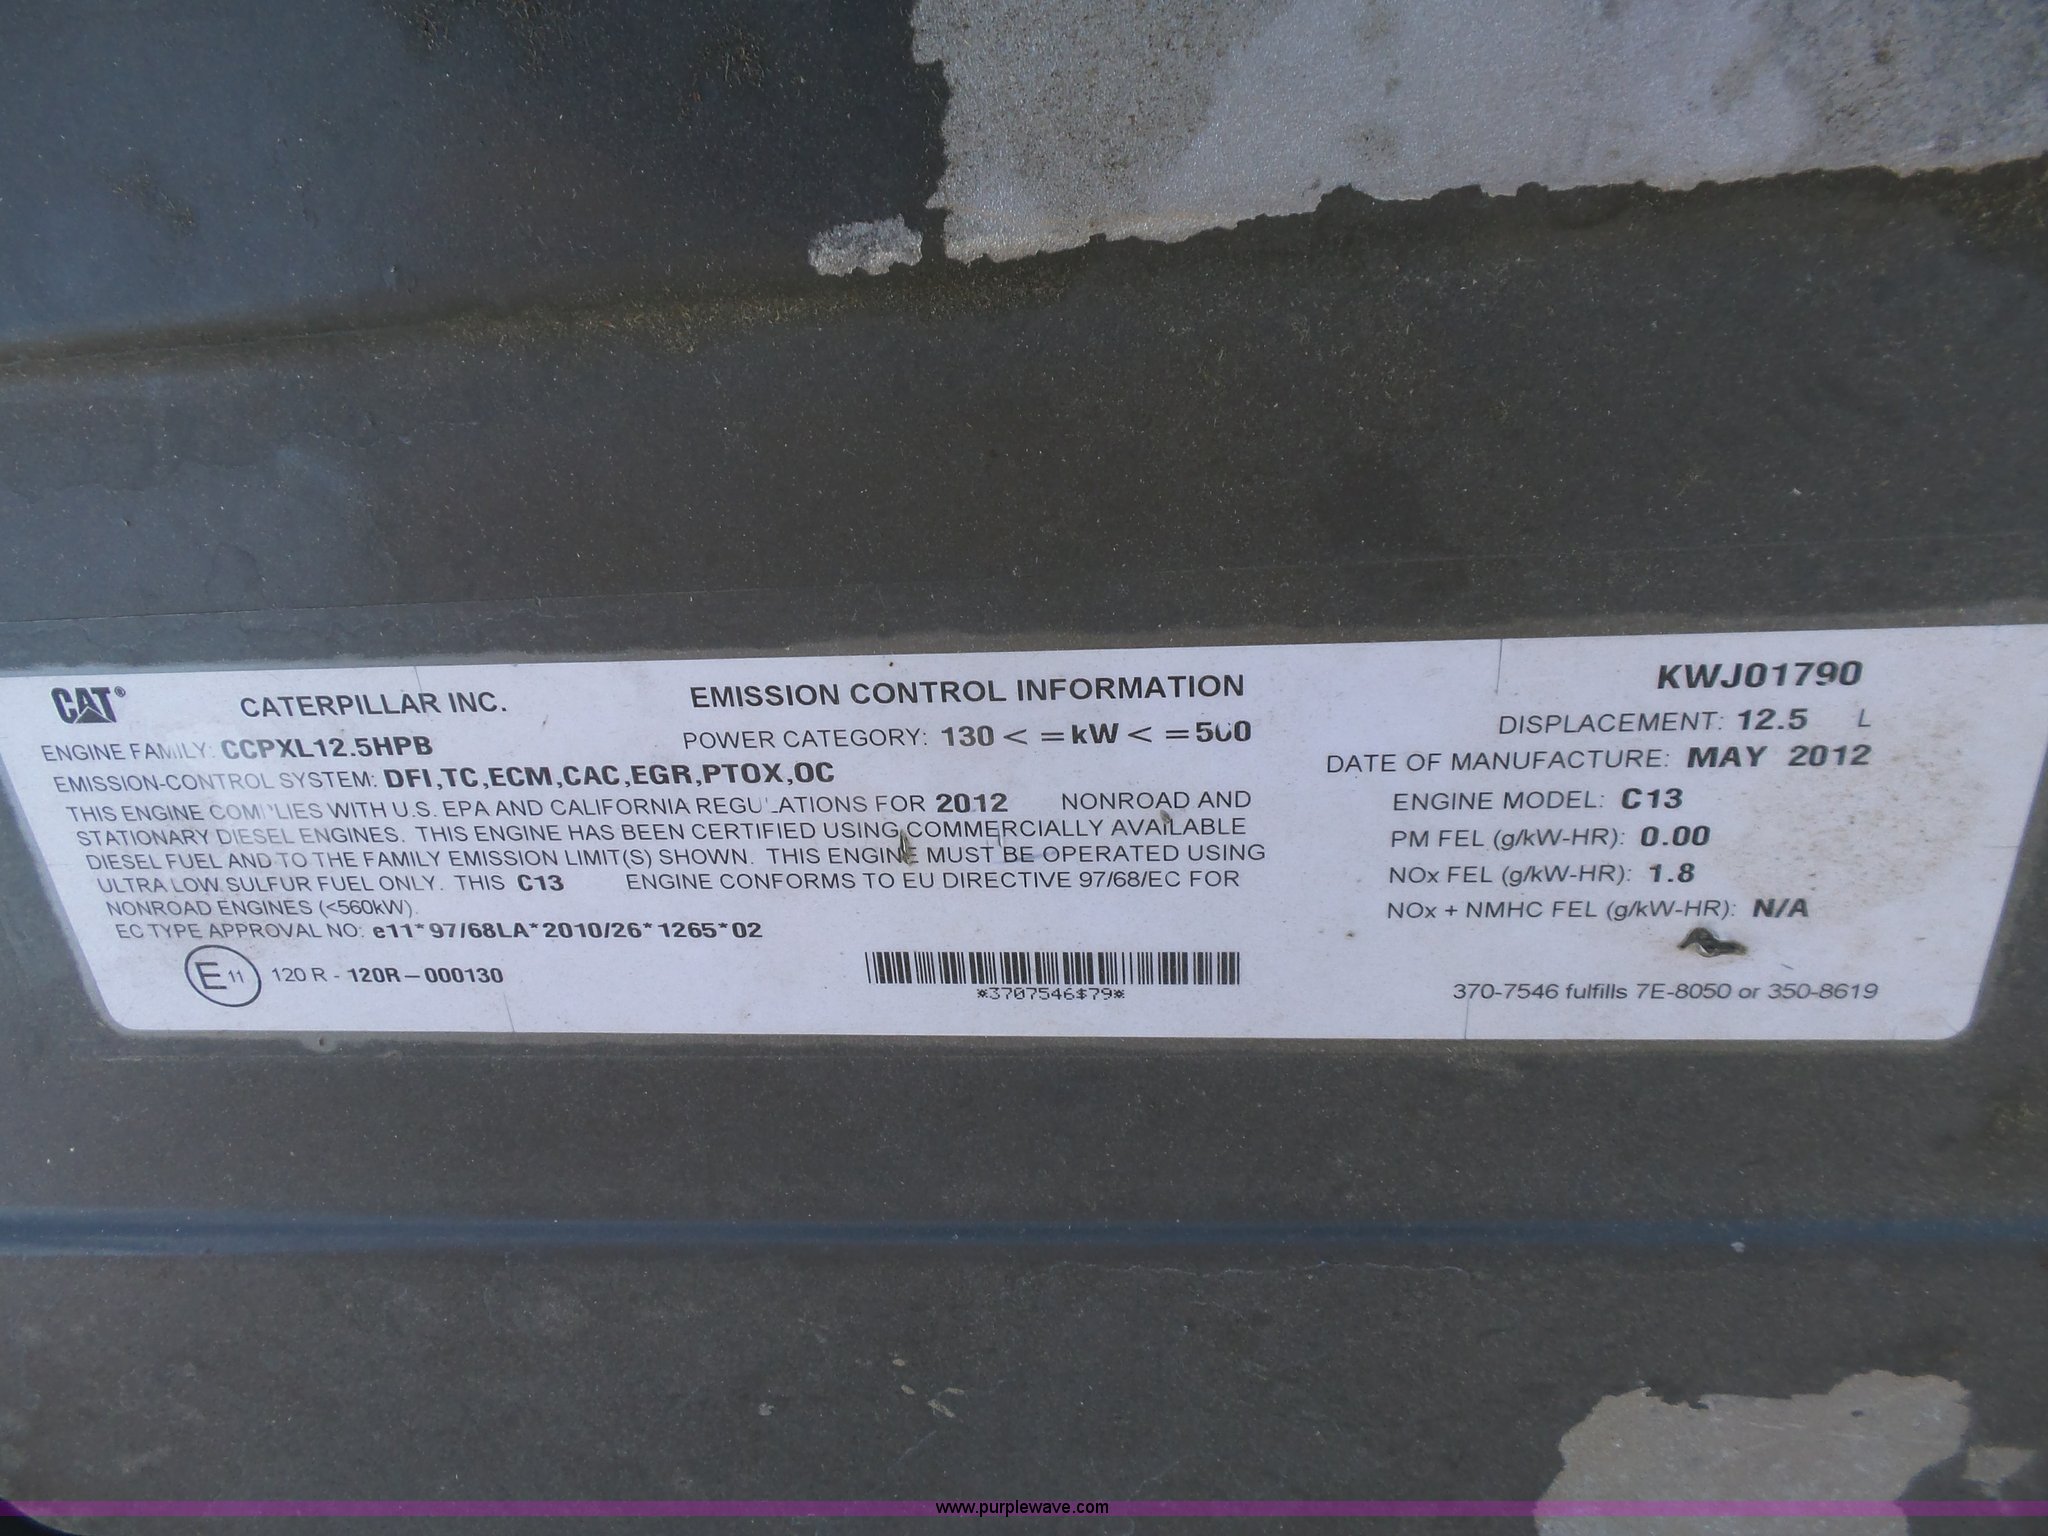 CAT® CATERPILLAR INC. EMISSION CONTROL INFORMATION KWJ01790
ENGINE FAMILY: CCPXL12.5HPB POWER CATEGORY: 130 < =kW < =500 DISPLACEMENT: 12.5 L
EMISSION-CONTROL SYSTEM: DFI,TC,ECM,CAC,EGR,PTOX,OC DATE OF MANUFACTURE: MAY 2012
THIS ENGINE COMPLIES WITH U.S. EPA AND CALIFORNIA REGULATIONS FOR 2012 NONROAD AND ENGINE MODEL: C13
STATIONARY DIESEL ENGINES. THIS ENGINE HAS BEEN CERTIFIED USING COMMERCIALLY AVAILABLE PM FEL (g/kW-HR): 0.00
DIESEL FUEL AND TO THE FAMILY EMISSION LIMIT(S) SHOWN. THIS ENGINE MUST BE OPERATED USING NOx FEL (g/kW-HR): 1.8
ULTRA LOW SULFUR FUEL ONLY. THIS C13 ENGINE CONFORMS TO EU DIRECTIVE 97/68/EC FOR NOx + NMHC FEL (g/kW-HR): N/A
NONROAD ENGINES (<560kW).
EC TYPE APPROVAL NO: e11*97/68LA*2010/26*1265*02
E11 120 R - 120R-000130
*3707546$79*
370-7546 fulfills 7E-8050 or 350-8619
www.purplewave.com